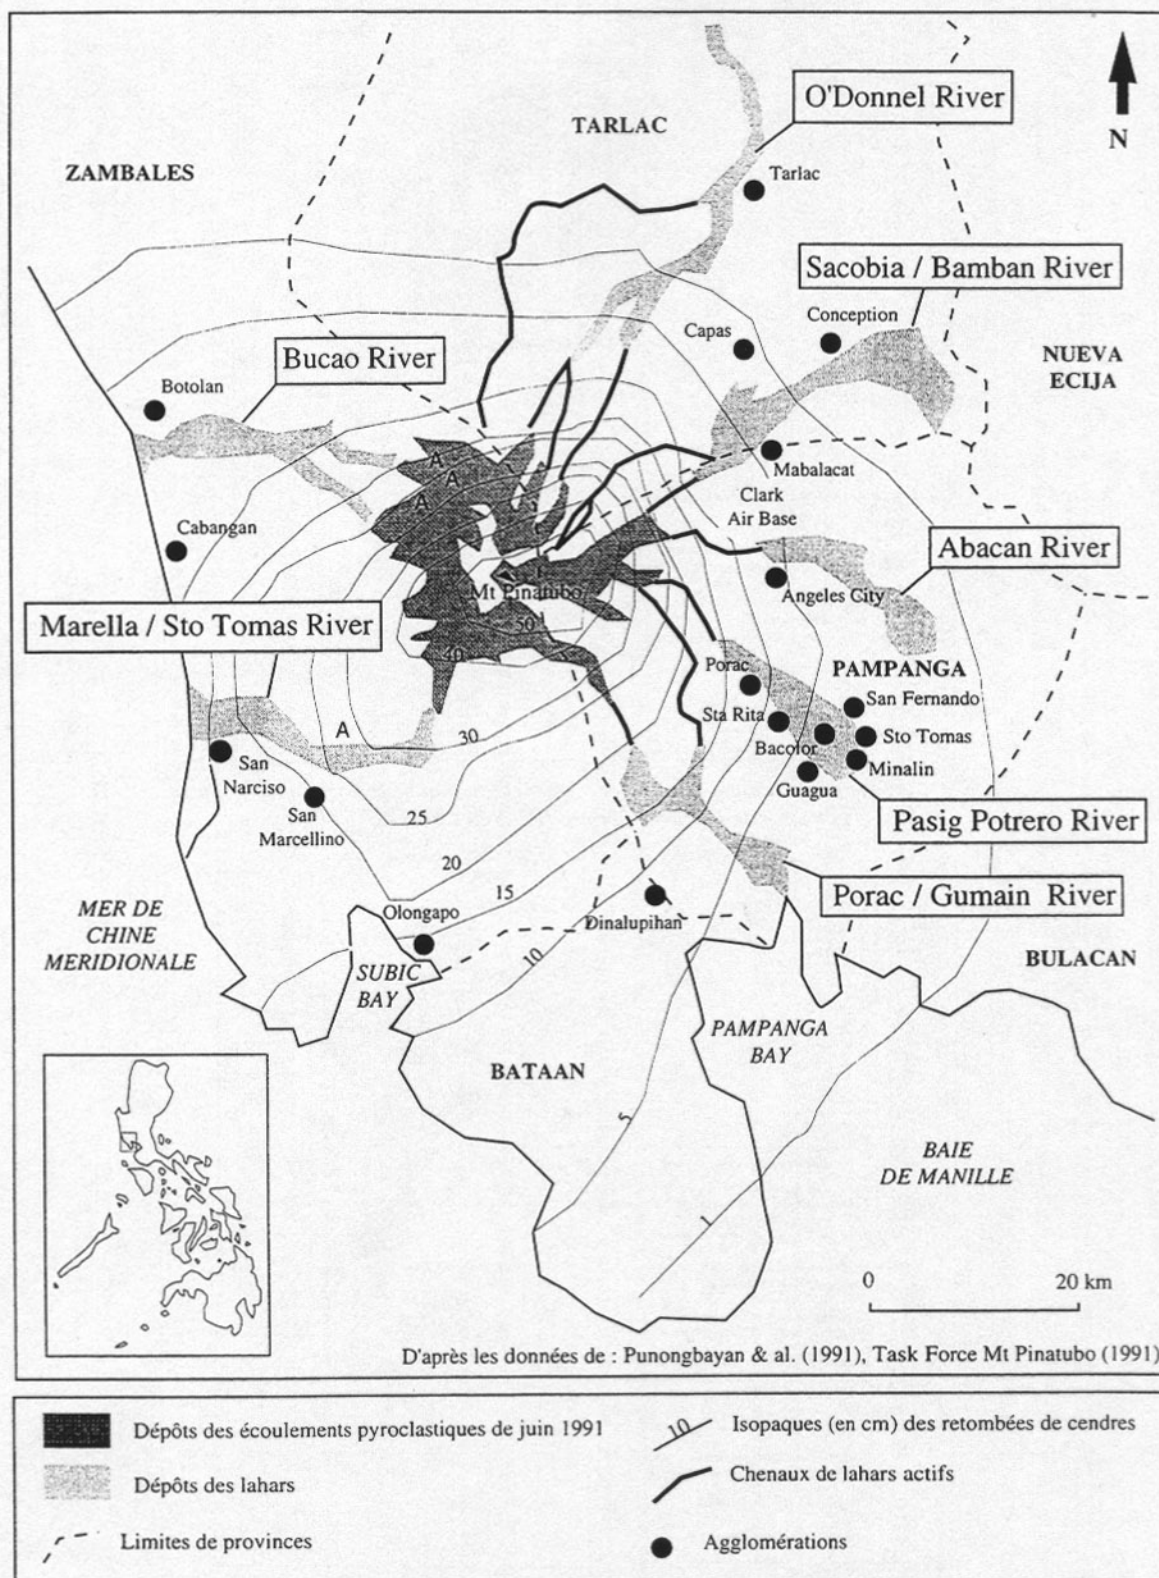 O'Donnel River
N
TARLAC
ZAMBALES
Tarlac
Sacobia / Bamban River
Conception
Capas
NUEVA
ECIJA
Bucao River
Botolan
Mabalacat
A
A
A
Clark
Air Base
Cabangan
Abacan River
Mt Pinatubo
Angeles City
Marella / Sto Tomas River
50
40
Porac
PAMPANGA
San Fernando
Sta Rita
A
30
Bacolor
Sto Tomas
San
Narciso
Minalin
Guagua
San
Marcellino
25
Pasig Potrero River
20
15
Porac / Gumain River
MER DE
CHINE
MERIDIONALE
Olongapo
Dinalupihan
10
SUBIC
BAY
BULACAN
PAMPANGA
BAY
BATAAN
5
BAIE
DE MANILLE
1
0
20 km
D'après les données de : Punongbayan & al. (1991), Task Force Mt Pinatubo (1991)
Dépôts des écoulements pyroclastiques de juin 1991
10
Isopaques (en cm) des retombées de cendres
Dépôts des lahars
Chenaux de lahars actifs
Limites de provinces
Agglomérations